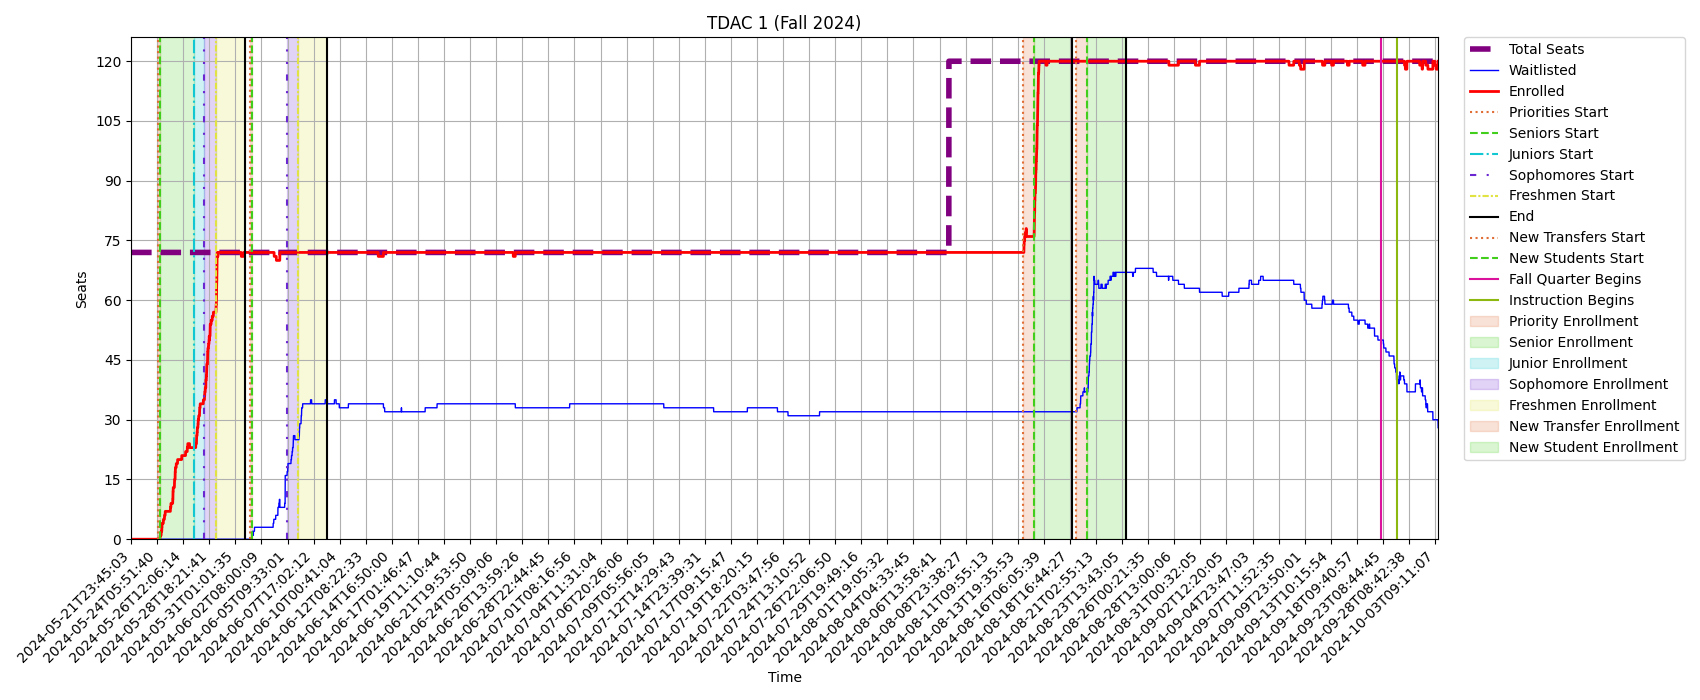 TDAC 1 (Fall 2024)
120
105
90
75
60
45
30
15
0
Seats
2024-05-21T23:45:03
2024-05-24T05:51:40
2024-05-26T12:06:14
2024-05-28T18:21:41
2024-05-31T01:01:35
2024-06-02T08:00:09
2024-06-05T09:33:01
2024-06-07T17:02:12
2024-06-10T00:41:04
2024-06-12T08:22:33
2024-06-14T16:50:00
2024-06-17T01:46:47
2024-06-19T11:10:44
2024-06-21T19:53:50
2024-06-24T05:09:06
2024-06-26T13:59:26
2024-06-28T22:44:45
2024-07-01T08:16:56
2024-07-04T11:31:04
2024-07-06T20:26:06
2024-07-09T05:56:05
2024-07-12T14:29:43
2024-07-14T23:39:31
2024-07-17T09:15:47
2024-07-19T18:20:15
2024-07-22T03:47:56
2024-07-24T13:10:52
2024-07-26T22:06:50
2024-07-29T19:49:16
2024-08-01T19:05:32
2024-08-04T04:33:45
2024-08-06T13:58:41
2024-08-08T23:38:27
2024-08-11T09:55:13
2024-08-13T19:35:53
2024-08-16T06:05:39
2024-08-18T16:44:27
2024-08-21T02:55:13
2024-08-23T13:43:05
2024-08-26T00:21:35
2024-08-28T13:00:06
2024-08-31T00:32:05
2024-09-02T12:20:05
2024-09-04T23:47:03
2024-09-07T11:52:35
2024-09-09T23:50:01
2024-09-13T10:15:54
2024-09-18T09:40:57
2024-09-23T08:44:45
2024-09-28T08:42:38
2024-10-03T09:11:07
Time
Total Seats
Waitlisted
Enrolled
Priorities Start
Seniors Start
Juniors Start
Sophomores Start
Freshmen Start
End
New Transfers Start
New Students Start
Fall Quarter Begins
Instruction Begins
Priority Enrollment
Senior Enrollment
Junior Enrollment
Sophomore Enrollment
Freshmen Enrollment
New Transfer Enrollment
New Student Enrollment